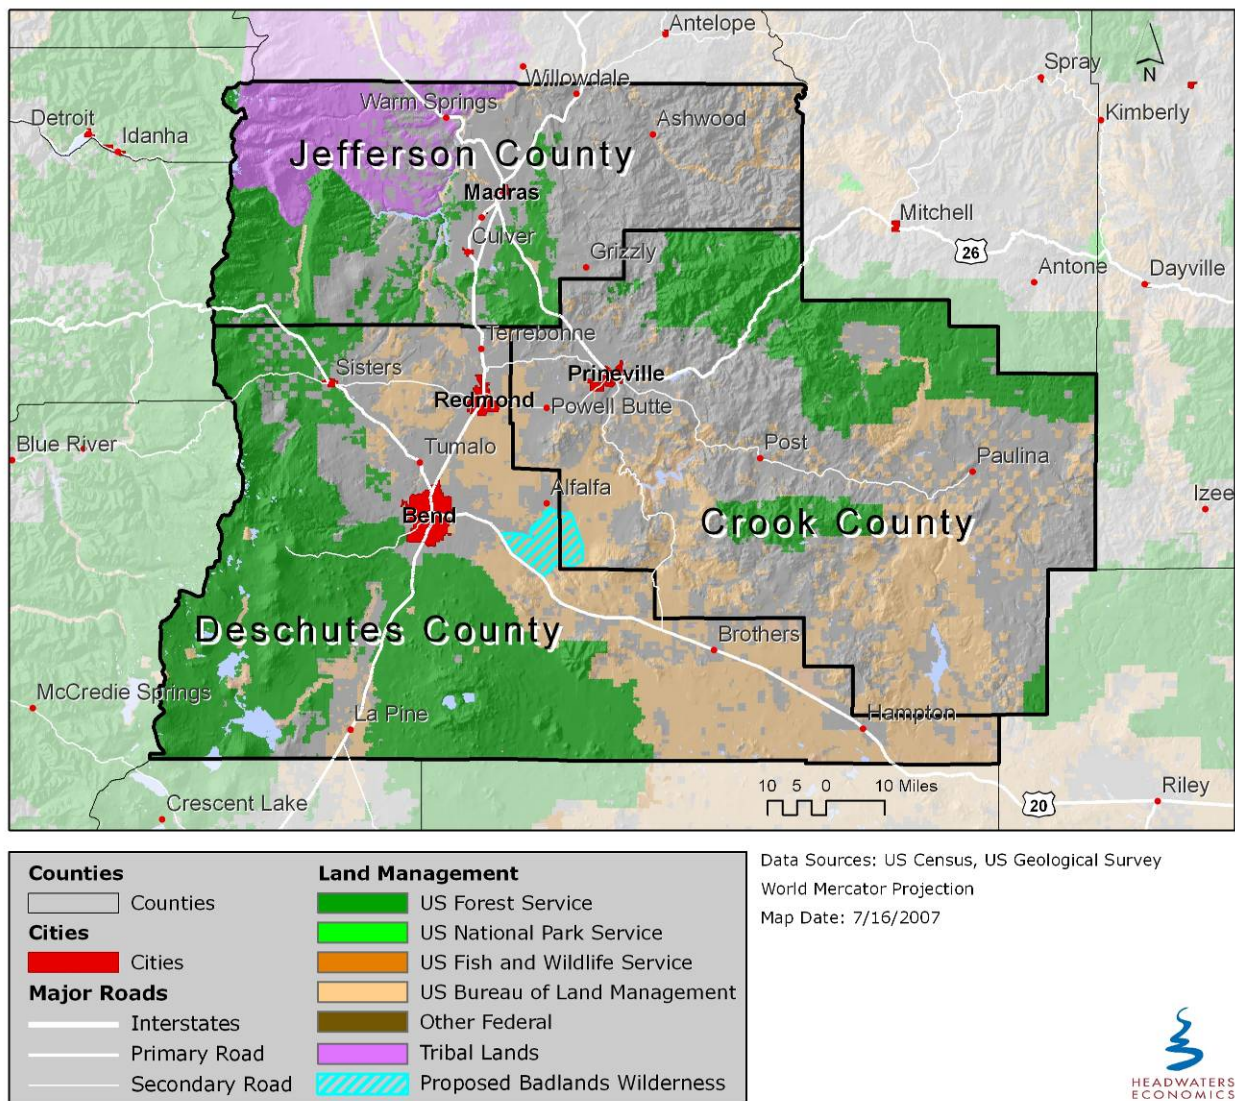 Antelope
Spray
N
Willowdale
Warm Springs
Ashwood
Kimberly
Detroit
Idanha
Jefferson County
Madras
Mitchell
Culver
26
Grizzly
Antone
Dayville
Terrebonne
Sisters
Prineville
Redmond
Powell Butte
Blue River
Tumalo
Post
Paulina
Alfalfa
Izee
Bend
Crook County
Deschutes County
Brothers
McCredie Springs
La Pine
Hampton
10 5 0 10 Miles
Riley
Crescent Lake
20
Counties
Counties
Cities
Cities
Major Roads
Interstates
Primary Road
Secondary Road
Land Management
US Forest Service
US National Park Service
US Fish and Wildlife Service
US Bureau of Land Management
Other Federal
Tribal Lands
Proposed Badlands Wilderness
Data Sources: US Census, US Geological Survey
World Mercator Projection
Map Date: 7/16/2007
HEADWATERS
ECONOMICS